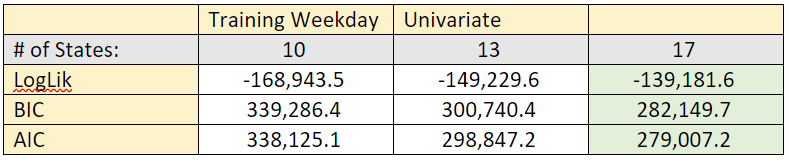 Training Weekday Univariate
# of States: 10 13 17
LogLik -168,943.5 -149,229.6 -139,181.6
BIC 339,286.4 300,740.4 282,149.7
AIC 338,125.1 298,847.2 279,007.2